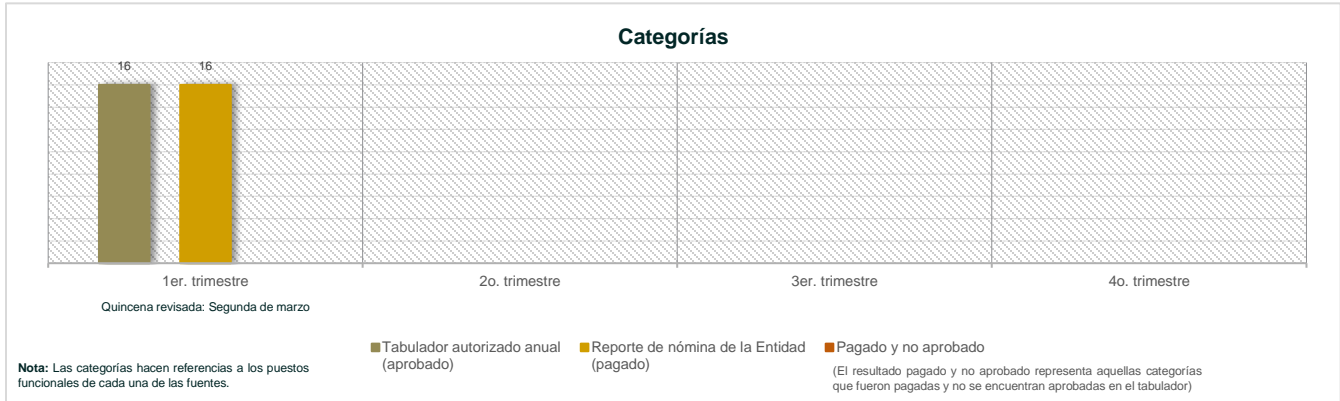 Categorías
16 16
1er. trimestre 2o. trimestre 3er. trimestre 4o. trimestre
Quincena revisada: Segunda de marzo
Tabulador autorizado anual
(aprobado)
Reporte de nómina de la Entidad
(pagado)
Pagado y no aprobado
(El resultado pagado y no aprobado representa aquellas categorías
que fueron pagadas y no se encuentran aprobadas en el tabulador)
Nota: Las categorías hacen referencias a los puestos
funcionales de cada una de las fuentes.